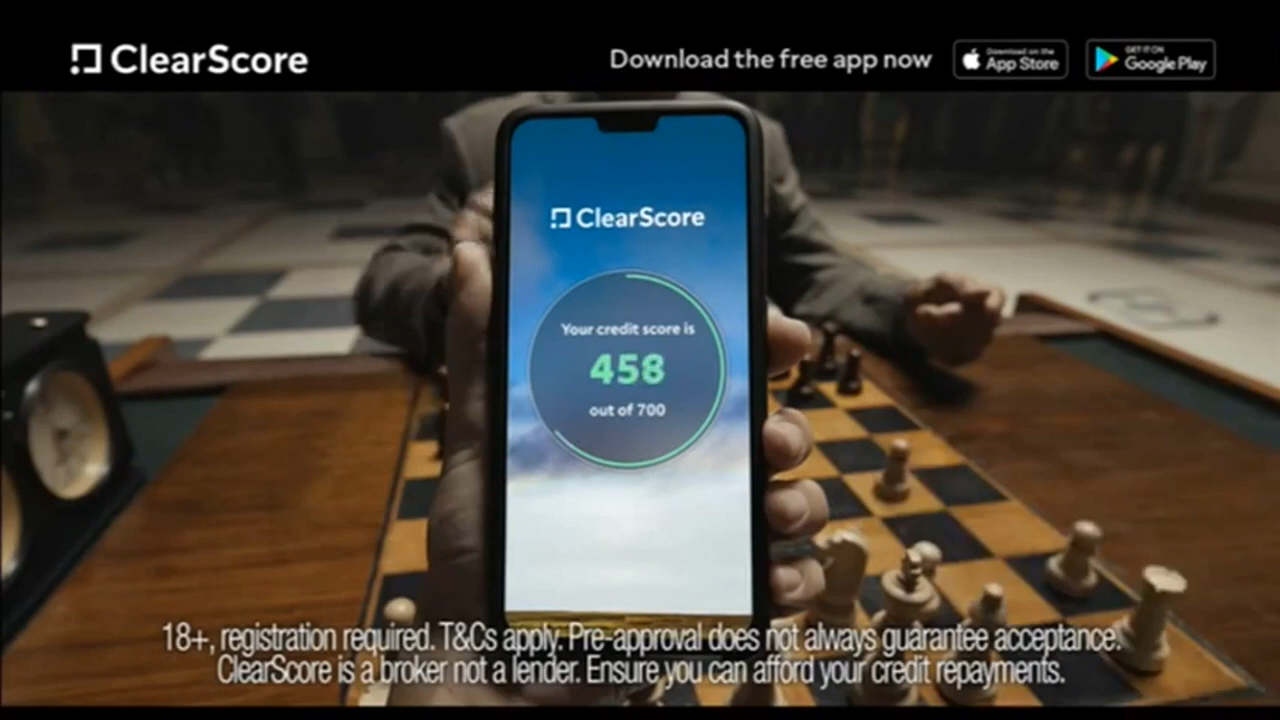 ClearScore
Download the free app now
Download on the
App Store
GET IT ON
Google Play
ClearScore
Your credit score is
458
out of 700
18+, registration required. T&Cs apply. Pre-approval does not always guarantee acceptance.
ClearScore is a broker not a lender. Ensure you can afford your credit repayments.